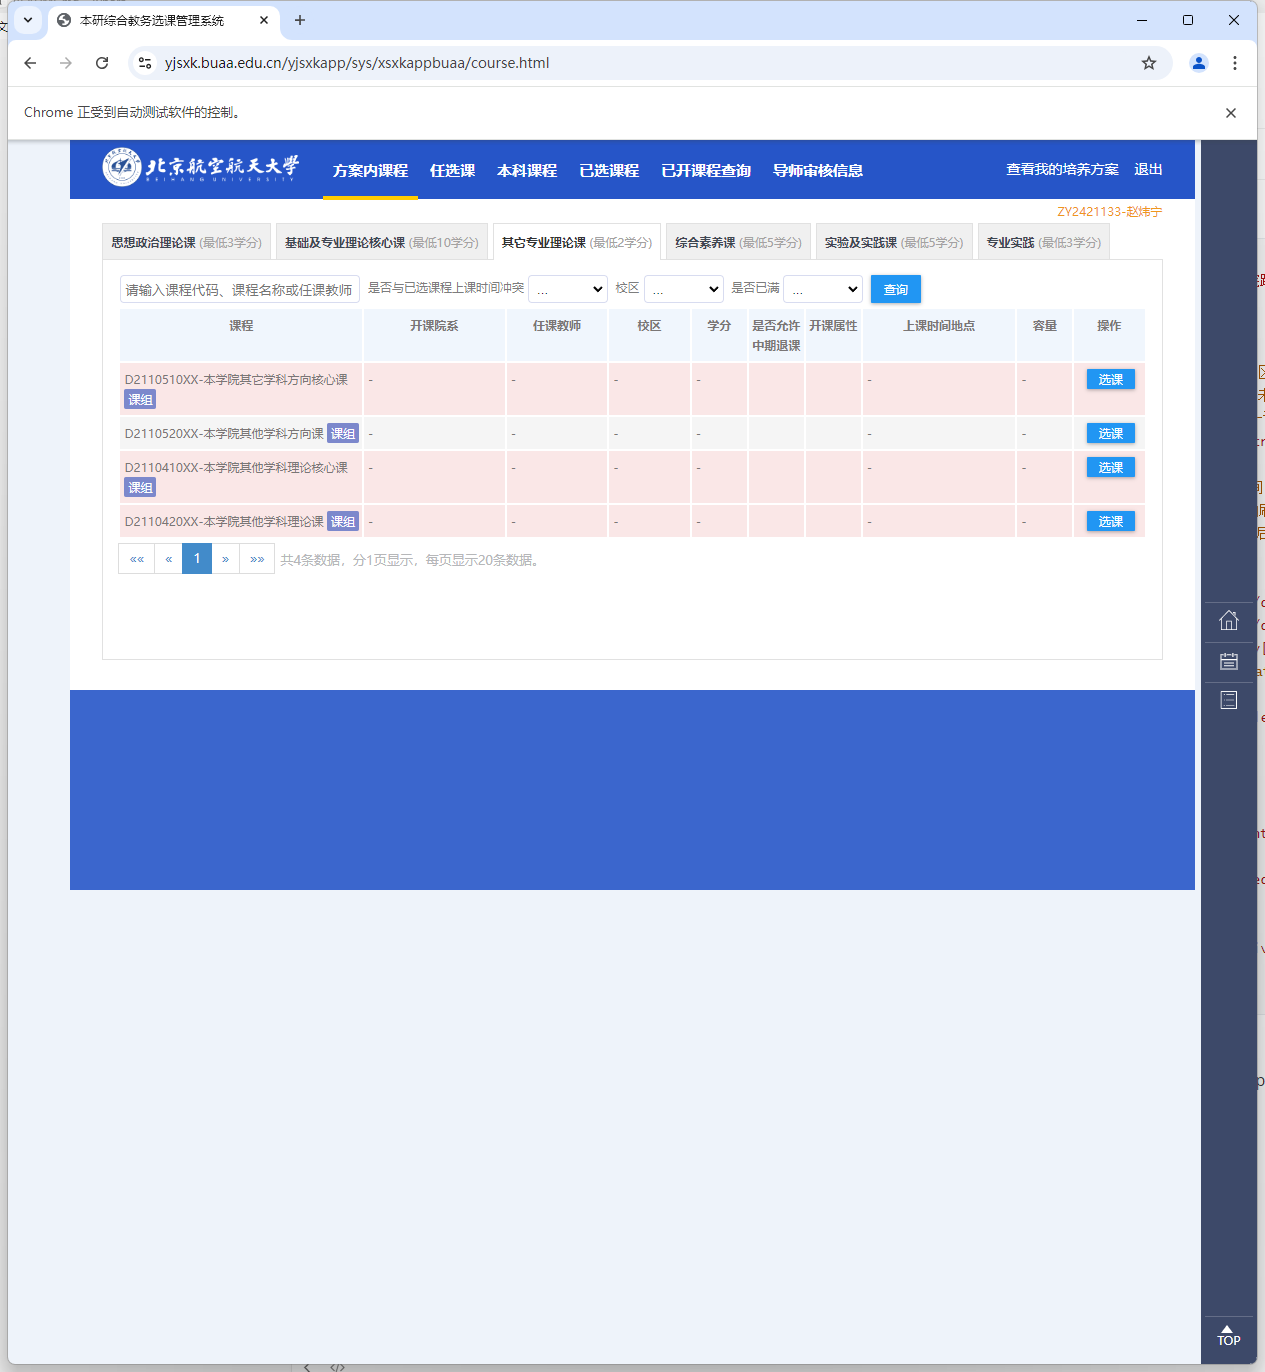 本研综合教务选课管理系统
yjsxk.buaa.edu.cn/yjsxkapp/sys/xsxkappbuaa/course.html
Chrome 正受到自动测试软件的控制。
北京航空航天大学 方案内课程 任选课 本科课程 已选课程 已开课程查询 导师审核信息 查看我的培养方案 退出
BEIHANG UNIVERSITY
ZY2421133-赵炜宁
思想政治理论课 (最低3学分) 基础及专业理论核心课 (最低10学分) 其它专业理论课 (最低2学分) 综合素养课 (最低5学分) 实验及实践课 (最低5学分) 专业实践 (最低3学分)
请输入课程代码、课程名称或任课教师 是否与已选课程上课时间冲突 ... 校区 ... 是否已满 ... 查询
课程 开课院系 任课教师 校区 学分 是否允许中期退课 开课属性 上课时间地点 容量 操作
D2110510XX-本学院其它学科方向核心课 课组 - - - - - - 选课
D2110520XX-本学院其他学科方向课 课组 - - - - - - 选课
D2110410XX-本学院其他学科理论核心课 课组 - - - - - - 选课
D2110420XX-本学院其他学科理论课 课组 - - - - - - 选课
«« « 1 » »» 共4条数据，分1页显示，每页显示20条数据。
TOP